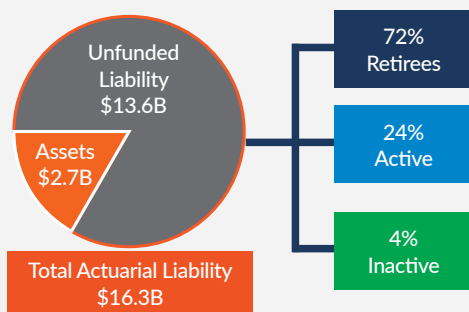 Unfunded
Liability
$13.6B
Assets
$2.7B
Total Actuarial Liability
$16.3B
72%
Retirees
24%
Active
4%
Inactive